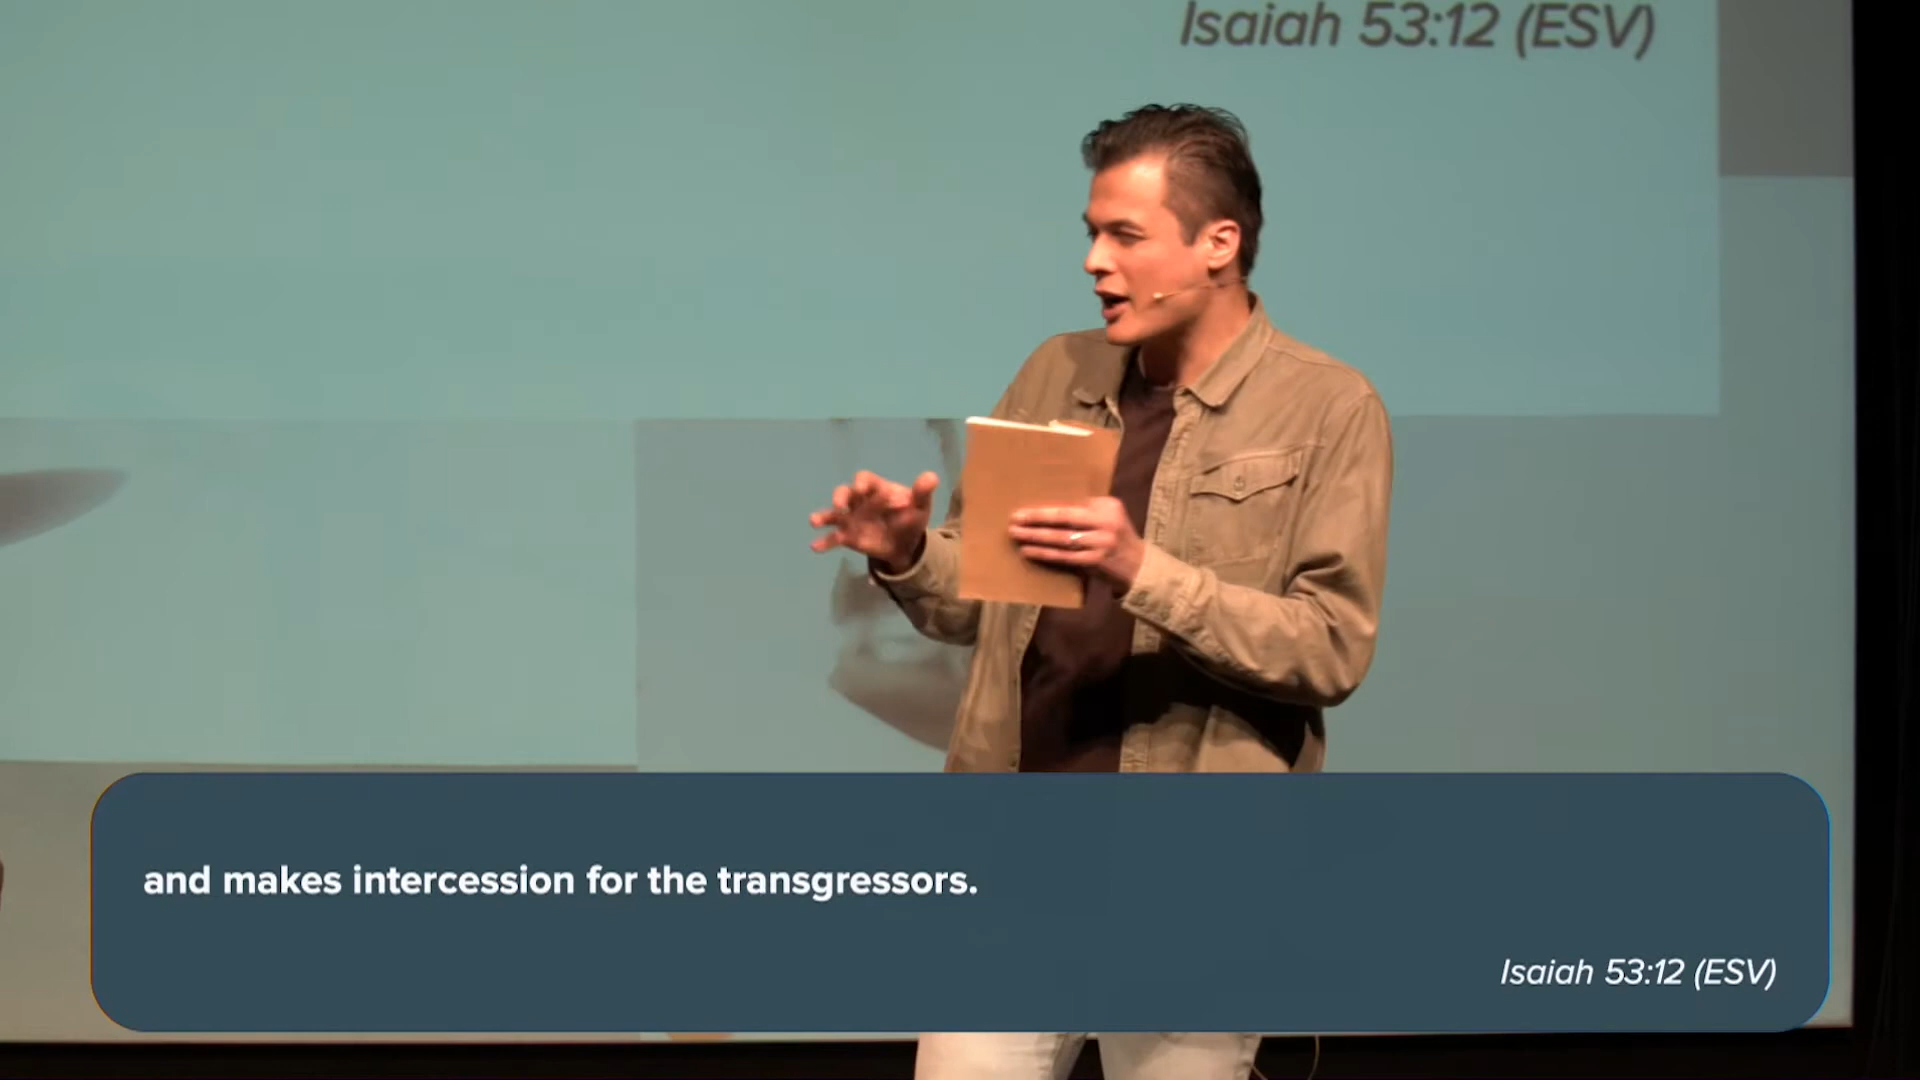 Isaiah 53:12 (ESV)
and makes intercession for the transgressors.
Isaiah 53:12 (ESV)